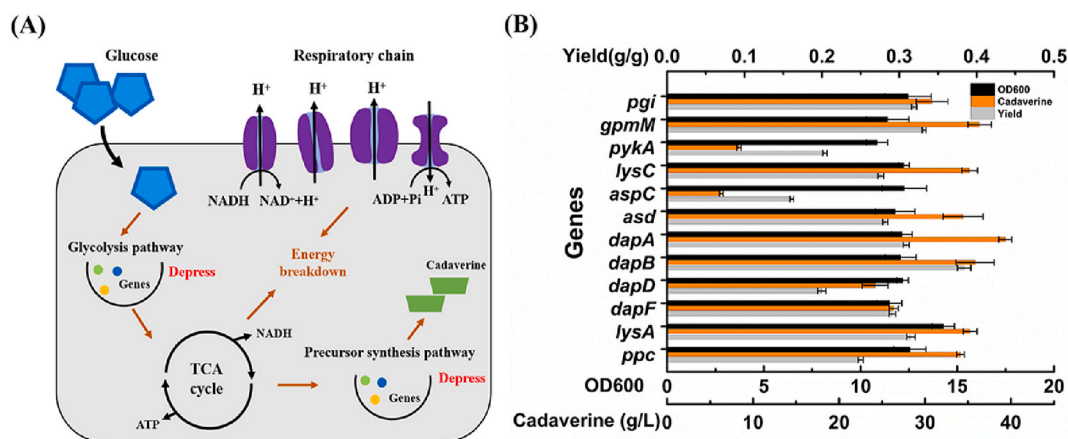 (A)
Glucose
Respiratory chain
H⁺
H⁺
H⁺
NADH
NAD⁺+H⁺
ADP+Pi
H⁺
ATP
Glycolysis pathway
Depress
Genes
Energy
breakdown
Cadaverine
NADH
TCA
cycle
ATP
Precursor synthesis pathway
Depress
Genes
(B)
Yield(g/g)
0.0
0.1
0.2
0.3
0.4
0.5
OD600
Cadaverine
Yield
Genes
pgi
gpmM
pykA
lysC
aspC
asd
dapA
dapB
dapD
dapF
lysA
ppc
OD600
0
5
10
15
20
Cadaverine (g/L)
0
10
20
30
40